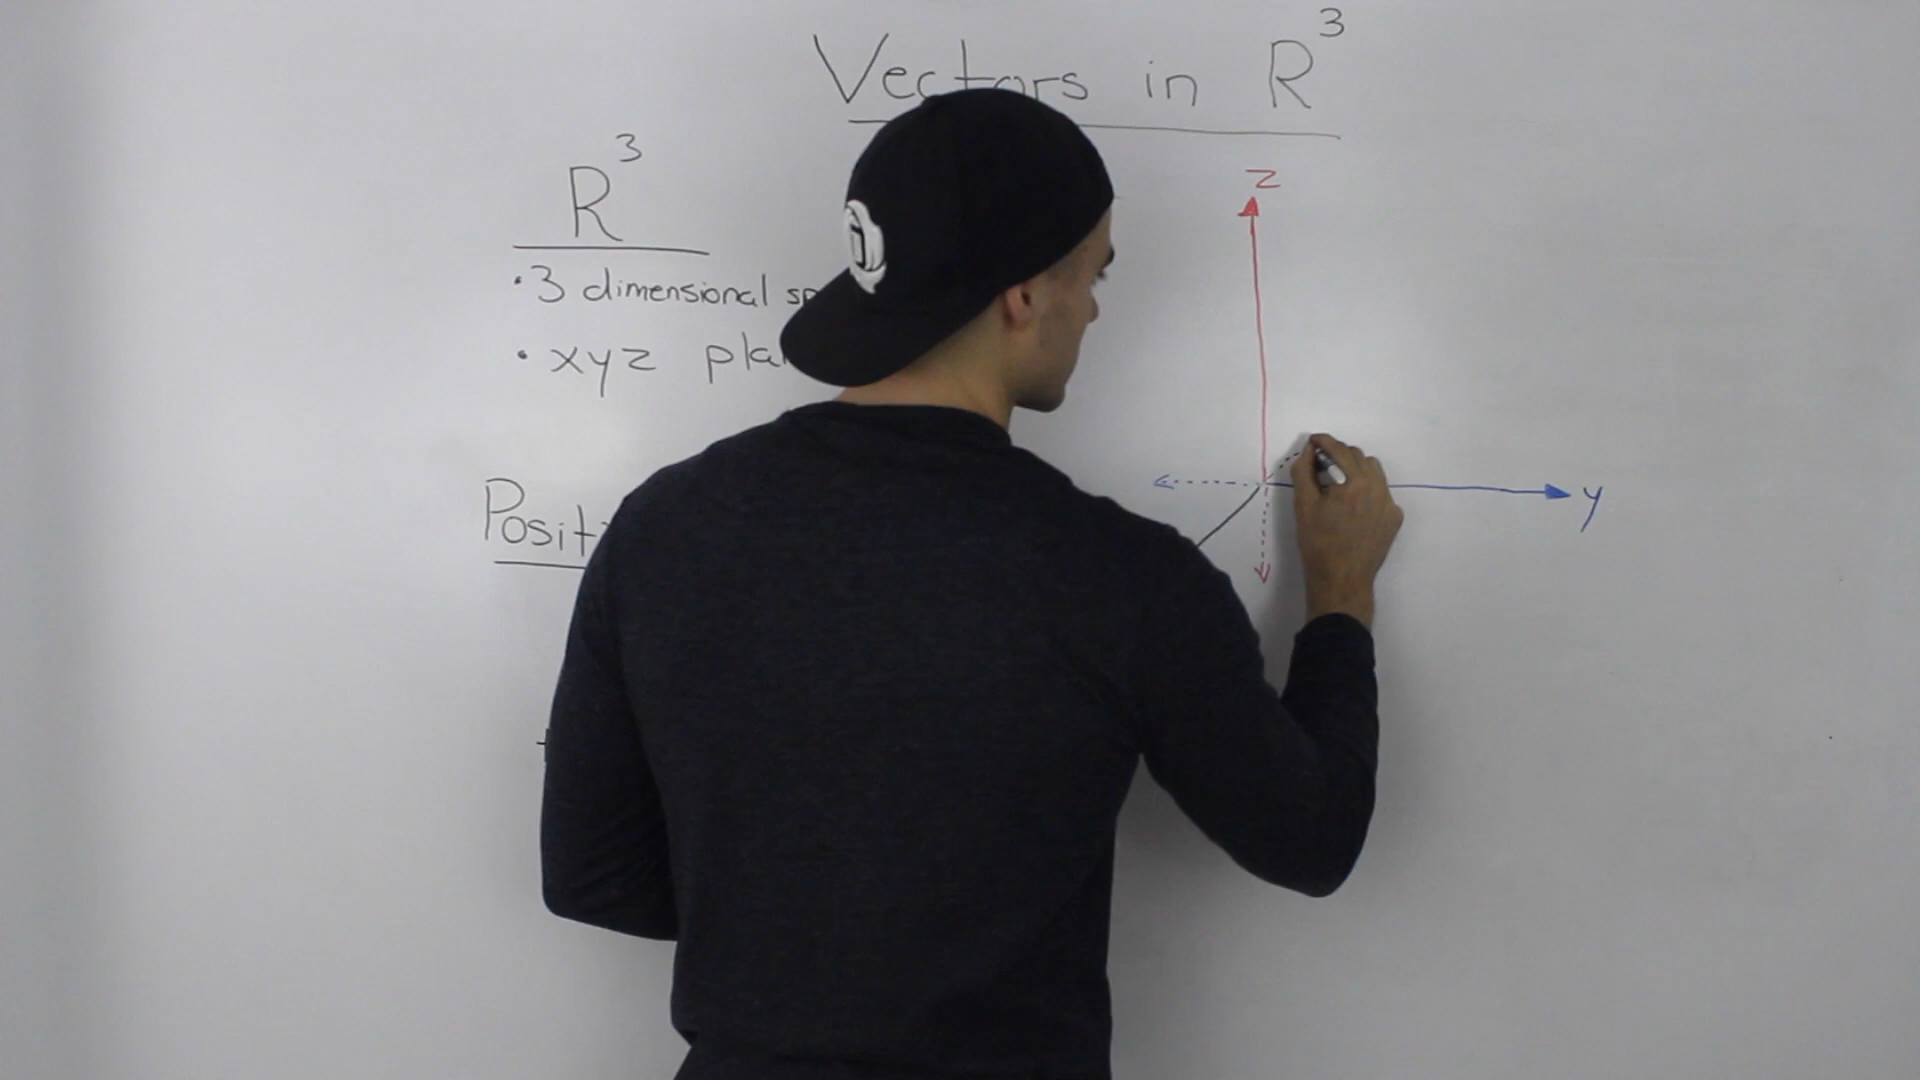 Vectors in R³
R³
• 3 dimensional
• xyz
z
y